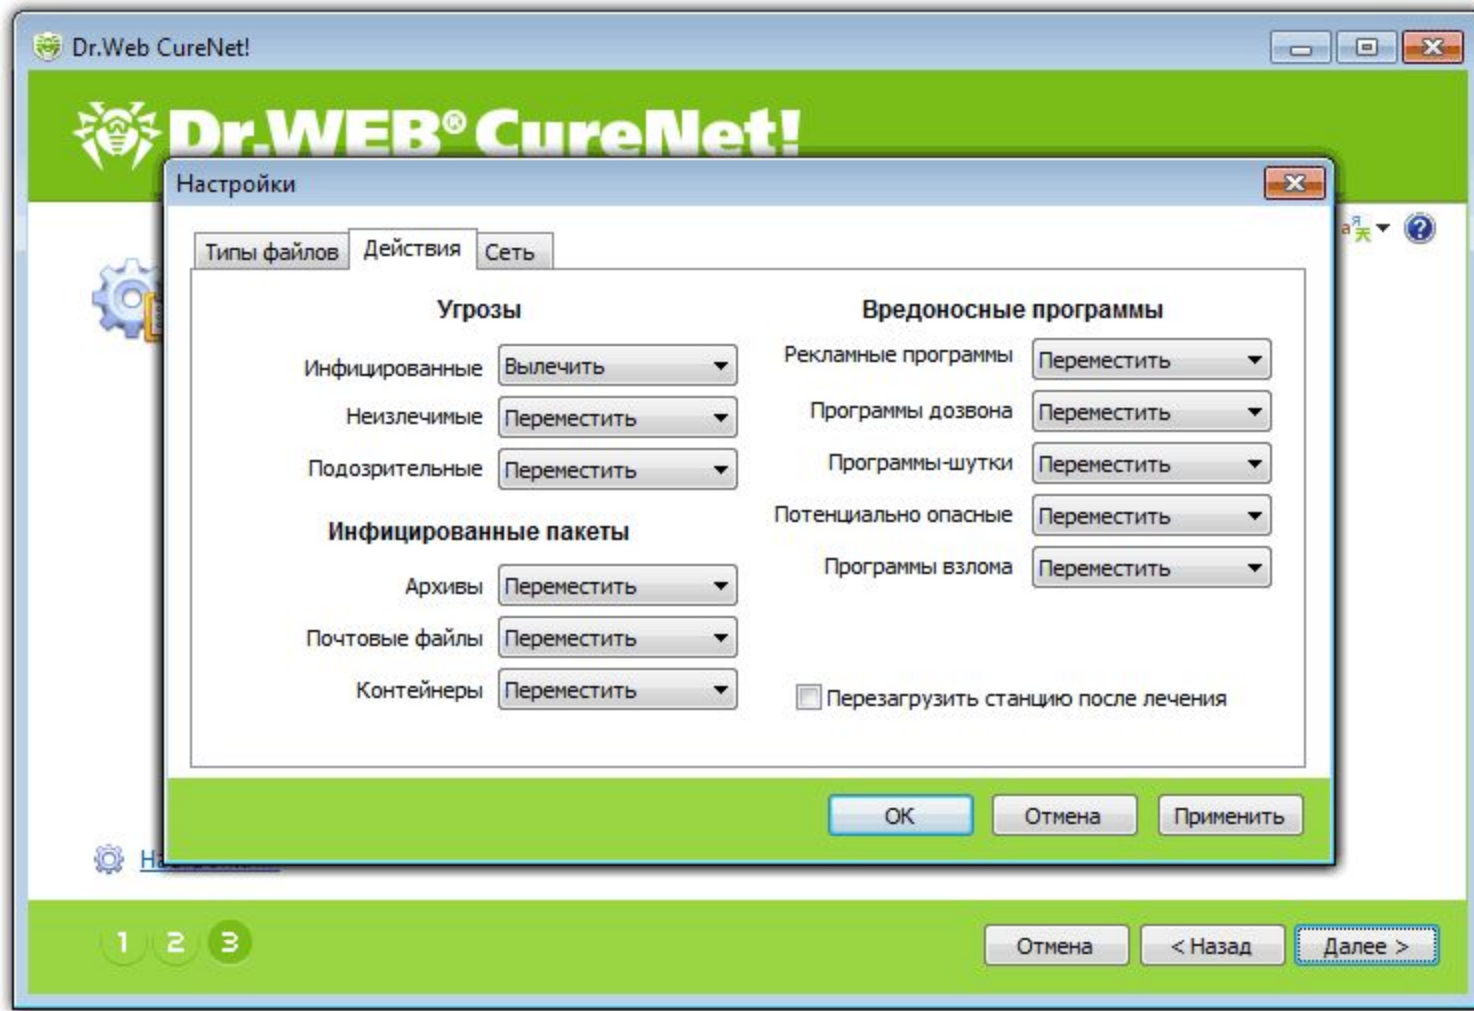 Dr.Web CureNet!
Dr.WEB® CureNet!
Настройки
Типы файлов Действия Сеть
Угрозы
Инфицированные Вылечить
Неизлечимые Переместить
Подозрительные Переместить
Инфицированные пакеты
Архивы Переместить
Почтовые файлы Переместить
Контейнеры Переместить
Вредоносные программы
Рекламные программы Переместить
Программы дозвона Переместить
Программы-шутки Переместить
Потенциально опасные Переместить
Программы взлома Переместить
Перезагрузить станцию после лечения
OK Отмена Применить
1 2 3
Отмена < Назад Далее >